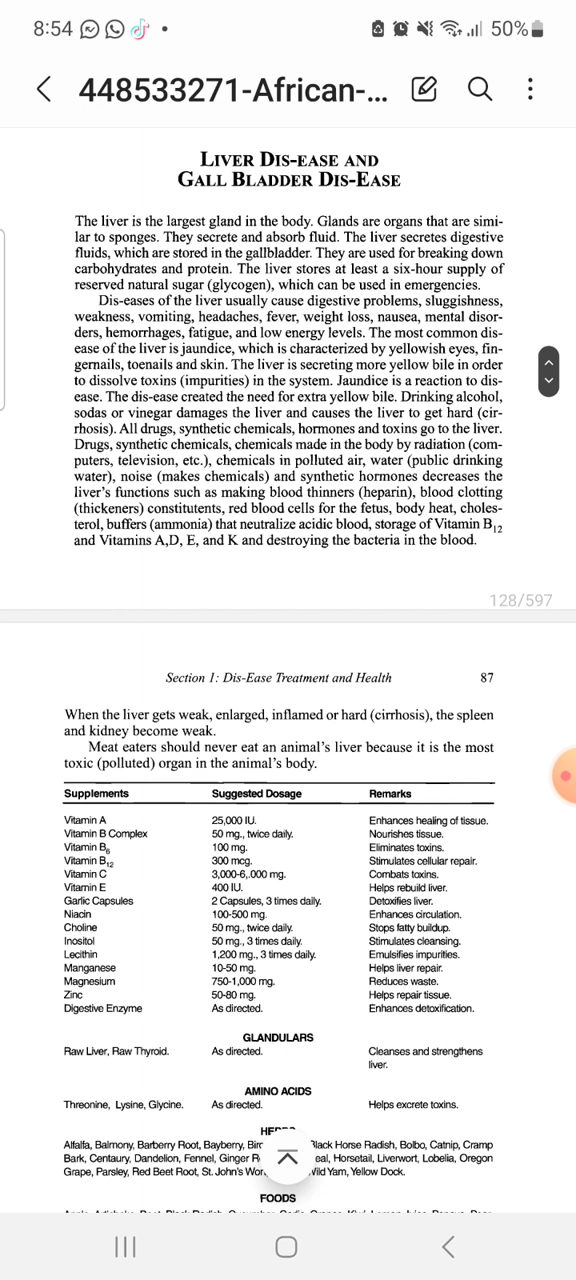 8:54
50%
448533271-African-...
LIVER DIS-EASE AND
GALL BLADDER DIS-EASE
The liver is the largest gland in the body. Glands are organs that are simi-
lar to sponges. They secrete and absorb fluid. The liver secretes digestive
fluids, which are stored in the gallbladder. They are used for breaking down
carbohydrates and protein. The liver stores at least a six-hour supply of
reserved natural sugar (glycogen), which can be used in emergencies.
Dis-eases of the liver usually cause digestive problems, sluggishness,
weakness, vomiting, headaches, fever, weight loss, nausea, mental disor-
ders, hemorrhages, fatigue, and low energy levels. The most common dis-
ease of the liver is jaundice, which is characterized by yellowish eyes, fin-
gernails, toenails and skin. The liver is secreting more yellow bile in order
to dissolve toxins (impurities) in the system. Jaundice is a reaction to dis-
ease. The dis-ease created the need for extra yellow bile. Drinking alcohol,
sodas or vinegar damages the liver and causes the liver to get hard (cir-
rhosis). All drugs, synthetic chemicals, hormones and toxins go to the liver.
Drugs, synthetic chemicals, chemicals made in the body by radiation (com-
puters, television, etc.), chemicals in polluted air, water (public drinking
water), noise (makes chemicals) and synthetic hormones decreases the
liver's functions such as making blood thinners (heparin), blood clotting
(thickeners) constitutents, red blood cells for the fetus, body heat, choles-
terol, buffers (ammonia) that neutralize acidic blood, storage of Vitamin B12
and Vitamins A,D, E, and K and destroying the bacteria in the blood.
128/597
Section 1: Dis-Ease Treatment and Health 87
When the liver gets weak, enlarged, inflamed or hard (cirrhosis), the spleen
and kidney become weak.
Meat eaters should never eat an animal's liver because it is the most
toxic (polluted) organ in the animal's body.
Supplements Suggested Dosage Remarks
Vitamin A 25,000 IU. Enhances healing of tissue.
Vitamin B Complex 50 mg., twice daily. Nourishes tissue.
Vitamin B6 100 mg. Eliminates toxins.
Vitamin B12 300 mcg. Stimulates cellular repair.
Vitamin C 3,000-6,.000 mg. Combats toxins.
Vitamin E 400 IU. Helps rebuild liver.
Garlic Capsules 2 Capsules, 3 times daily. Detoxifies liver.
Niacin 100-500 mg. Enhances circulation.
Choline 50 mg., twice daily. Stops fatty buildup.
Inositol 50 mg., 3 times daily. Stimulates cleansing.
Lecithin 1,200 mg., 3 times daily. Emulsifies impurities.
Manganese 10-50 mg. Helps liver repair.
Magnesium 750-1,000 mg. Reduces waste.
Zinc 50-80 mg. Helps repair tissue.
Digestive Enzyme As directed. Enhances detoxification.
GLANDULARS
Raw Liver, Raw Thyroid. As directed. Cleanses and strengthens
liver.
AMINO ACIDS
Threonine, Lysine, Glycine. As directed. Helps excrete toxins.
Alfalfa, Balmony, Barberry Root, Bayberry, Black Horse Radish, Bolbo, Catnip, Cramp
Bark, Centaury, Dandelion, Fennel, Ginger Horsetail, Liverwort, Lobelia, Oregon
Grape, Parsley, Red Beet Root, St. John's Wild Yam, Yellow Dock.
FOODS